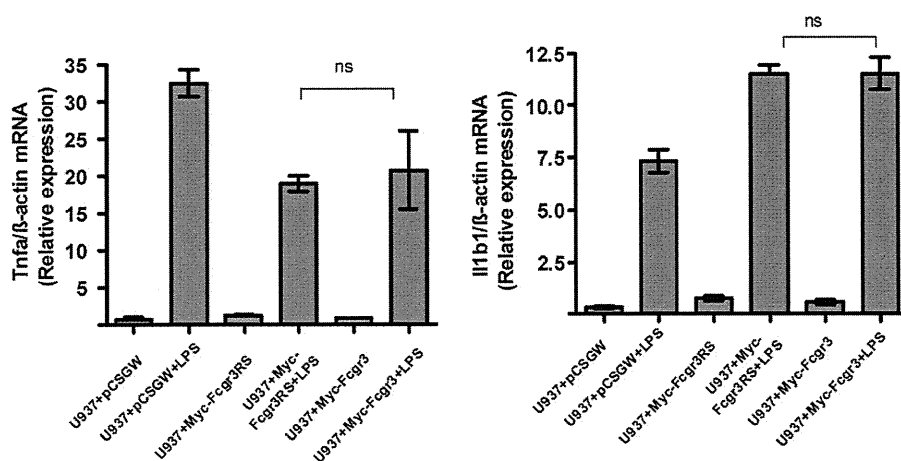 Tnfa/ß-actin mRNA
(Relative expression)
35
30
25
20
15
10
5
ns
U937+pCSGW
U937+pCSGW+LPS
U937+Myc-Fcgr3RS
U937+Myc-
Fcgr3RS+LPS
U937+Myc-Fcgr3
U937+Myc-Fcgr3+LPS
Il1b1/ß-actin mRNA
(Relative expression)
12.5
10.0
7.5
5.0
2.5
ns
U937+pCSGW
U937+pCSGW+LPS
U937+Myc-Fcgr3RS
U937+Myc-
Fcgr3RS+LPS
U937+Myc-Fcgr3
U937+Myc-Fcgr3+LPS